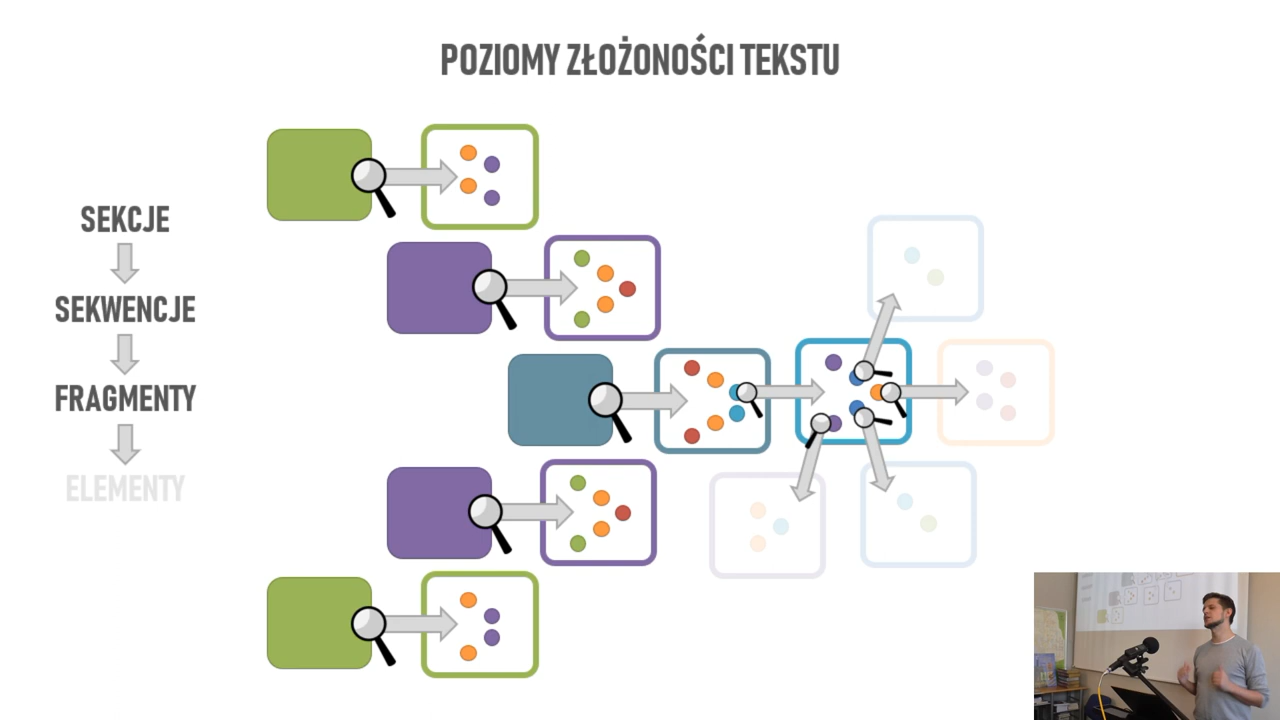 POZIOMY ZŁOŻONOŚCI TEKSTU
SEKCJE
SEKWENCJE
FRAGMENTY
ELEMENTY